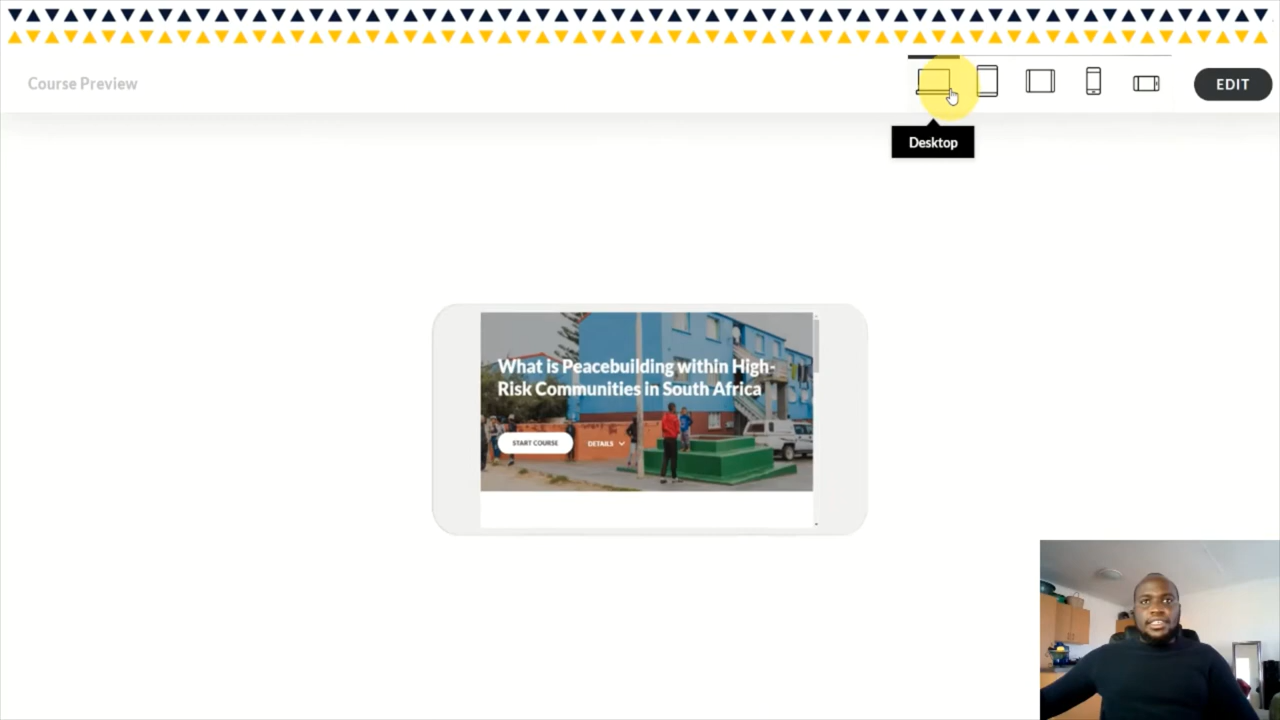 Course Preview
EDIT
Desktop
What is Peacebuilding within High-
Risk Communities in South Africa
START COURSE
DETAILS